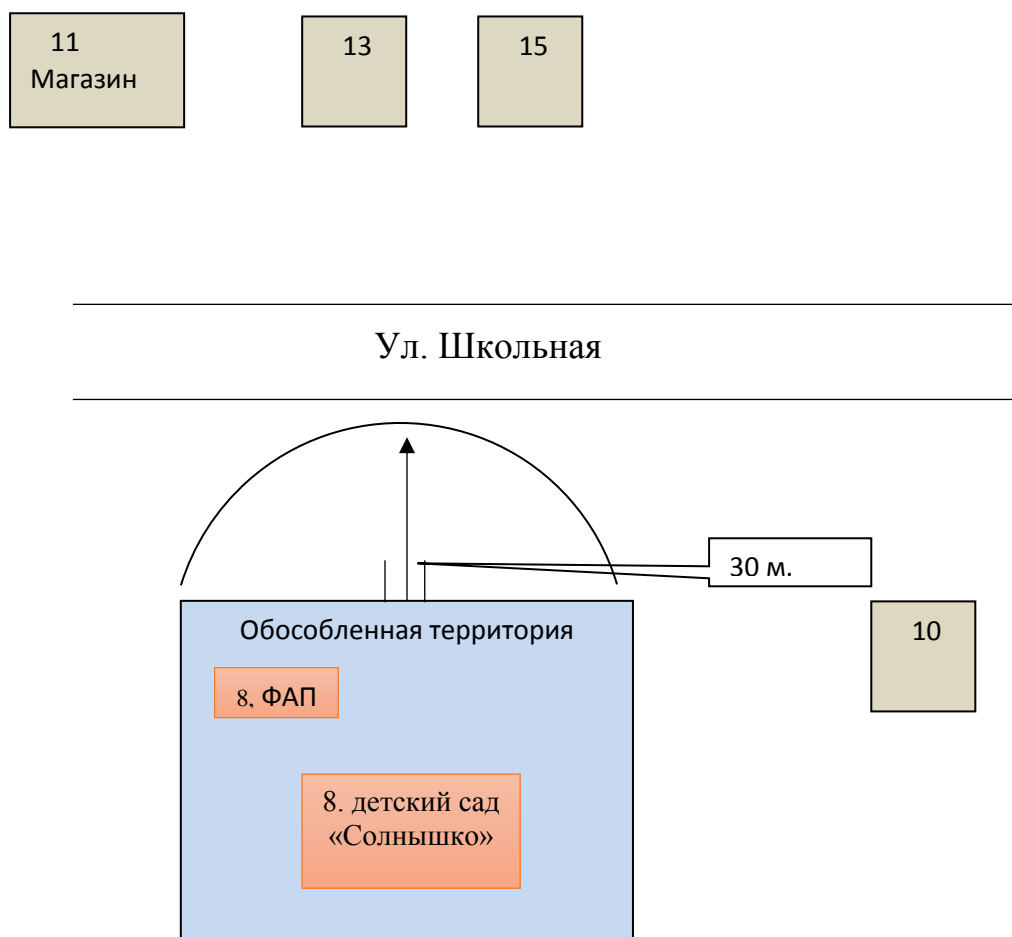 11
Магазин
13
15
Ул. Школьная
30 м.
Обособленная территория
10
8, ФАП
8. детский сад
«Солнышко»